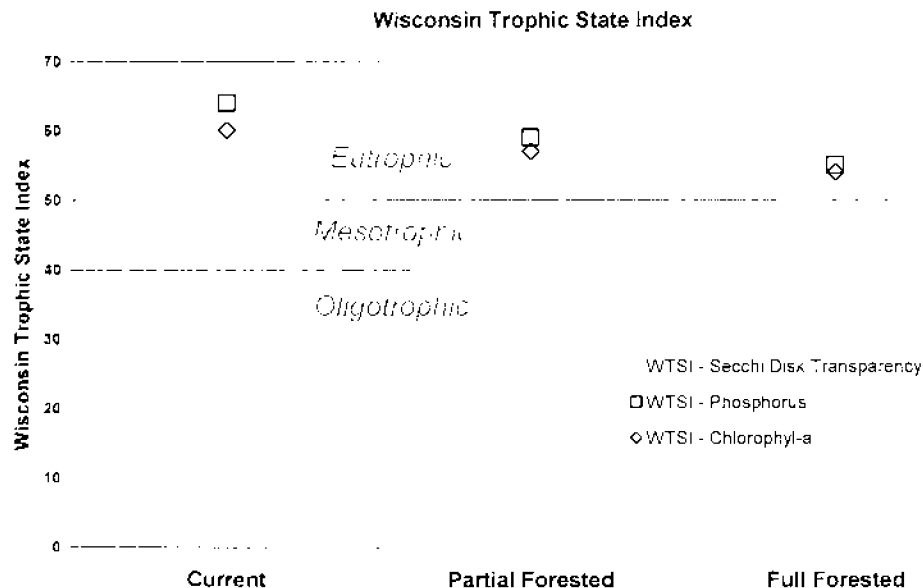 Wisconsin Trophic State Index
Wisconsin Trophic State Index
70
60
50
40
30
20
10
0
Eutrophic
Mesotrophic
Oligotrophic
WTSI - Secchi Disk Transparency
WTSI - Phosphorus
WTSI - Chlorophyl-a
Current
Partial Forested
Full Forested